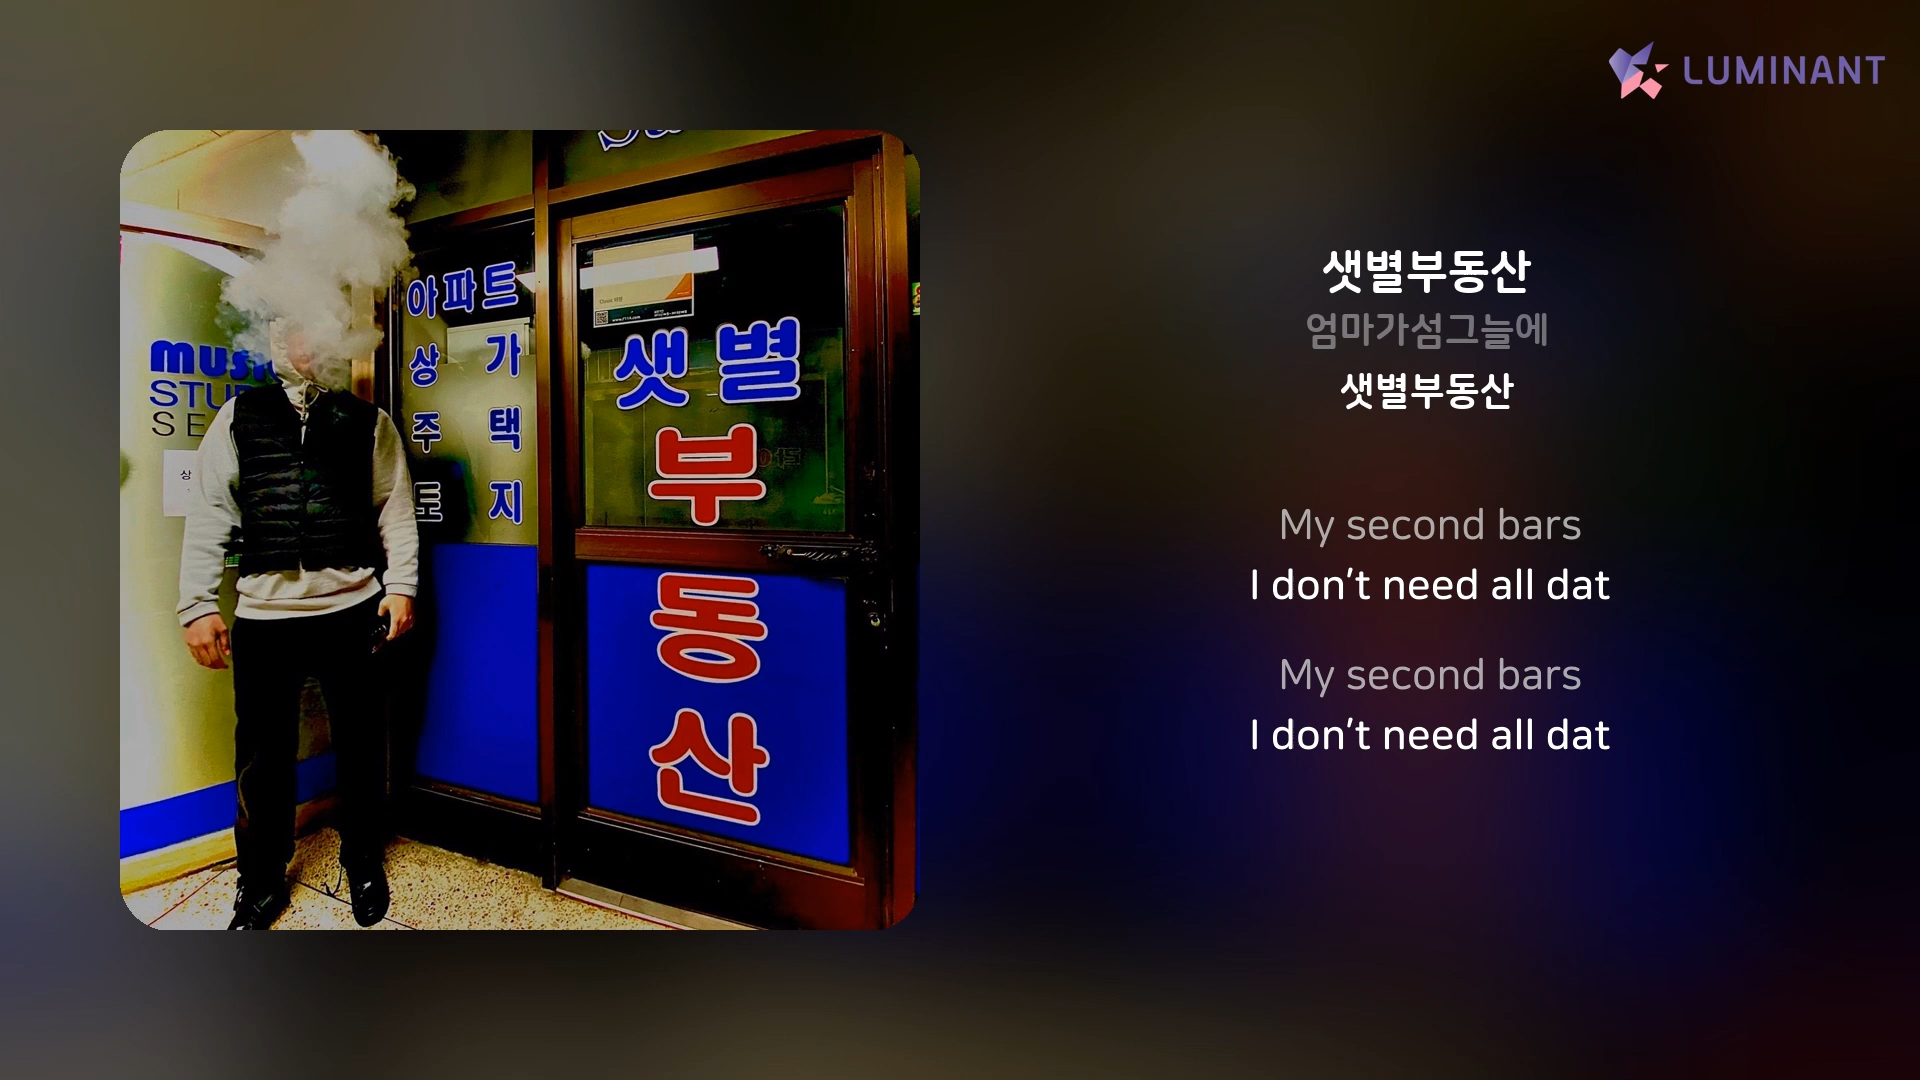 LUMINANT
아파트
상 가
주 택
토 지
샛별
부
동
산
MUSIC
STU
SE
상
샛별부동산
엄마가섬그늘에
샛별부동산
My second bars
I don't need all dat
My second bars
I don't need all dat